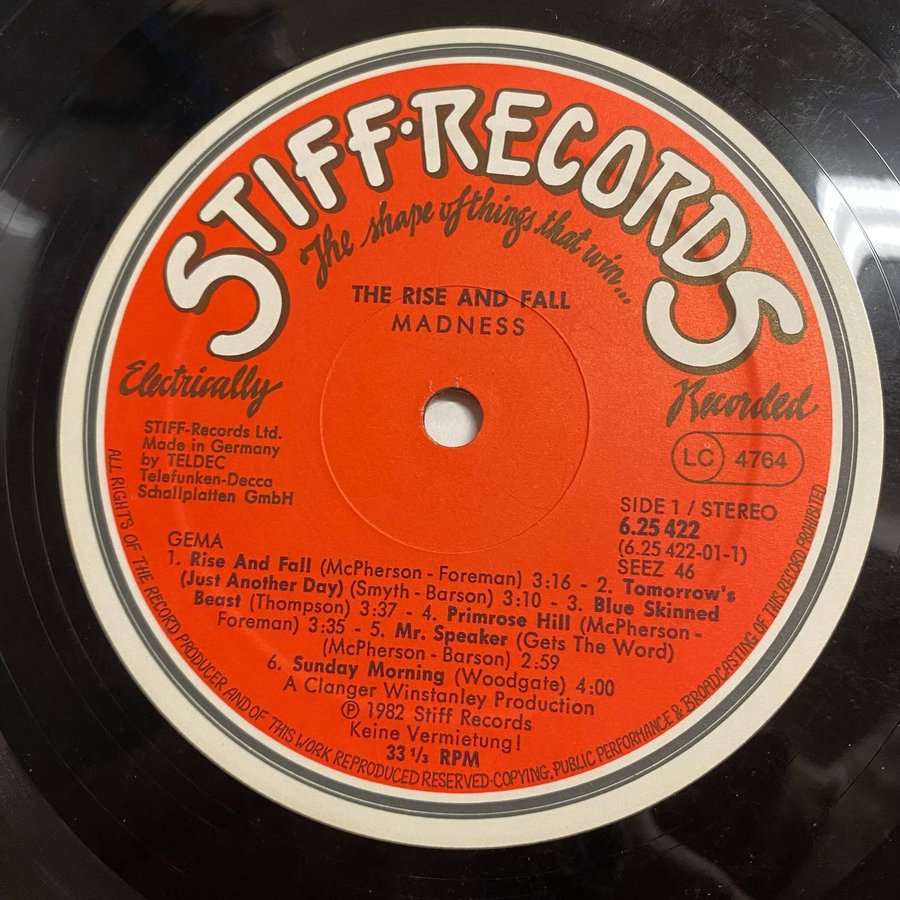 STIFF·RECORDS
The shape of things that win...
THE RISE AND FALL
MADNESS
Electrically
Recorded
STIFF-Records Ltd.
Made in Germany
by TELDEC
Telefunken-Decca
Schallplatten GmbH
LC 4764
SIDE 1 / STEREO
6.25 422
(6.25 422-01-1)
SEEZ 46
GEMA
1. Rise And Fall (McPherson - Foreman) 3:16 - 2. Tomorrow's
(Just Another Day) (Smyth - Barson) 3:10 - 3. Blue Skinned
Beast (Thompson) 3:37 - 4. Primrose Hill (McPherson -
Foreman) 3:35 - 5. Mr. Speaker (Gets The Word)
(McPherson - Barson) 2:59
6. Sunday Morning (Woodgate) 4:00
A Clanger Winstanley Production
Ⓟ 1982 Stiff Records
Keine Vermietung!
33 1/3 RPM
ALL RIGHTS OF THE RECORD PRODUCER AND OF THIS WORK REPRODUCED RESERVED·COPYING, PUBLIC PERFORMANCE & BROADCASTING OF THIS RECORD PROHIBITED